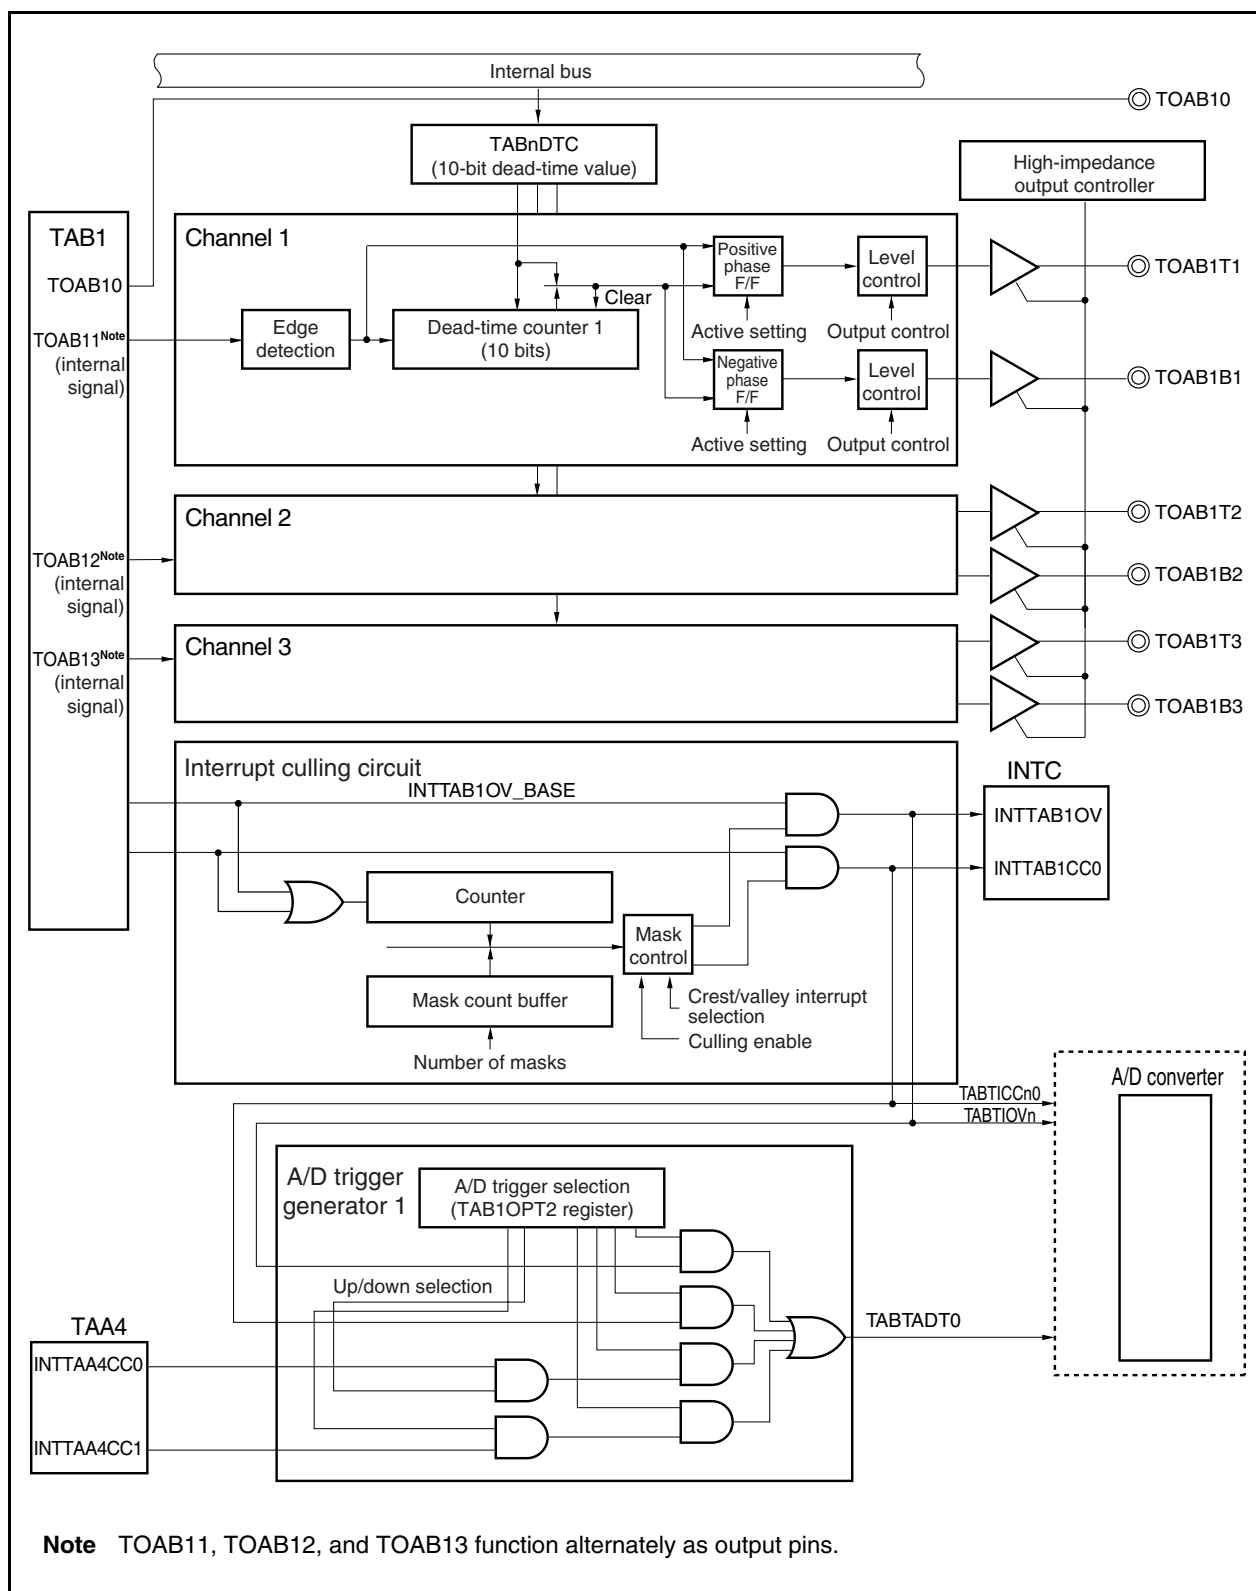 Internal bus
TOAB10
TABnDTC
(10-bit dead-time value)
High-impedance
output controller
TAB1
TOAB10
TOAB11Note
(internal
signal)
TOAB12Note
(internal
signal)
TOAB13Note
(internal
signal)
Channel 1
Edge
detection
Dead-time counter 1
(10 bits)
Clear
Positive
phase
F/F
Level
control
Active setting
Output control
Negative
phase
F/F
Level
control
Active setting
Output control
TOAB1T1
TOAB1B1
Channel 2
TOAB1T2
TOAB1B2
Channel 3
TOAB1T3
TOAB1B3
Interrupt culling circuit
INTTAB1OV_BASE
Counter
Mask
control
Mask count buffer
Number of masks
Crest/valley interrupt
selection
Culling enable
INTC
INTTAB1OV
INTTAB1CC0
TABTICCn0
TABTIOVn
A/D converter
A/D trigger
generator 1
A/D trigger selection
(TAB1OPT2 register)
Up/down selection
TABTADT0
TAA4
INTTAA4CC0
INTTAA4CC1
Note TOAB11, TOAB12, and TOAB13 function alternately as output pins.